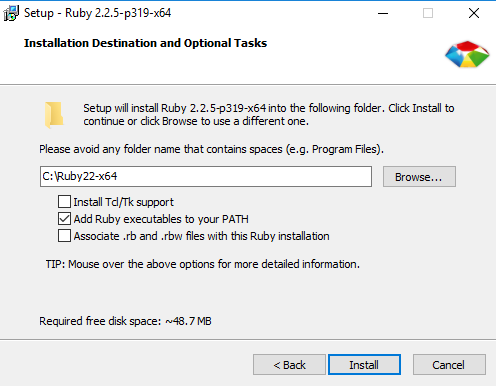 Setup - Ruby 2.2.5-p319-x64
Installation Destination and Optional Tasks
Setup will install Ruby 2.2.5-p319-x64 into the following folder. Click Install to
continue or click Browse to use a different one.
Please avoid any folder name that contains spaces (e.g. Program Files).
C:\Ruby22-x64
Browse...
Install Tcl/Tk support
Add Ruby executables to your PATH
Associate .rb and .rbw files with this Ruby installation
TIP: Mouse over the above options for more detailed information.
Required free disk space: ~48.7 MB
< Back
Install
Cancel